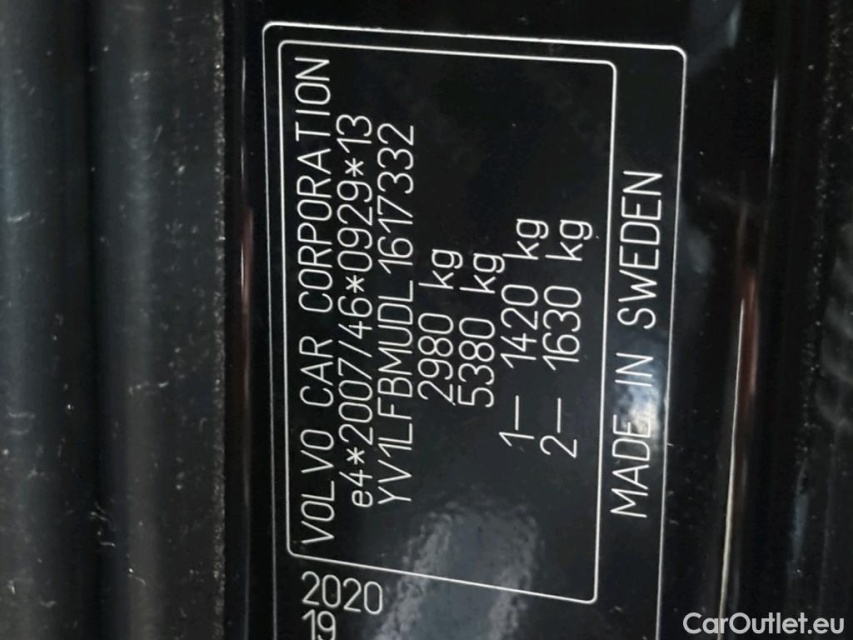 VOLVO CAR CORPORATION
e4*2007/46*0929*13
YV1LFBMUDL1617332
2980 kg
5380 kg
1– 1420 kg
2– 1630 kg
MADE IN SWEDEN
2020
19
CarOutlet.eu